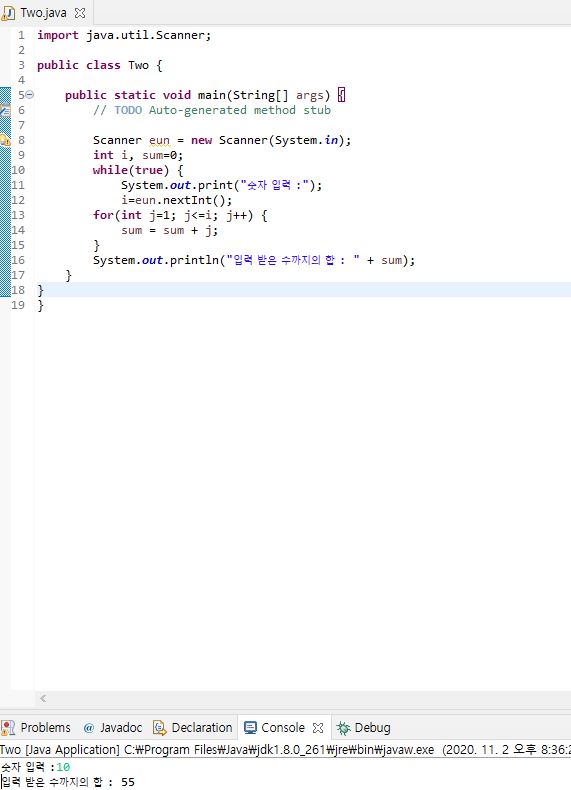 Two.java
1 import java.util.Scanner;
2
3 public class Two {
4
5 public static void main(String[] args) {
6 // TODO Auto-generated method stub
7
8 Scanner eun = new Scanner(System.in);
9 int i, sum=0;
10 while(true) {
11 System.out.print("숫자 입력 :");
12 i=eun.nextInt();
13 for(int j=1; j<=i; j++) {
14 sum = sum + j;
15 }
16 System.out.println("입력 받은 수까지의 합 : " + sum);
17 }
18 }
19 }
Problems @ Javadoc Declaration Console Debug
Two [Java Application] C:₩Program Files₩Java₩jdk1.8.0_261₩jre₩bin₩javaw.exe (2020. 11. 2 오후 8:36:2
숫자 입력 :10
입력 받은 수까지의 합 : 55